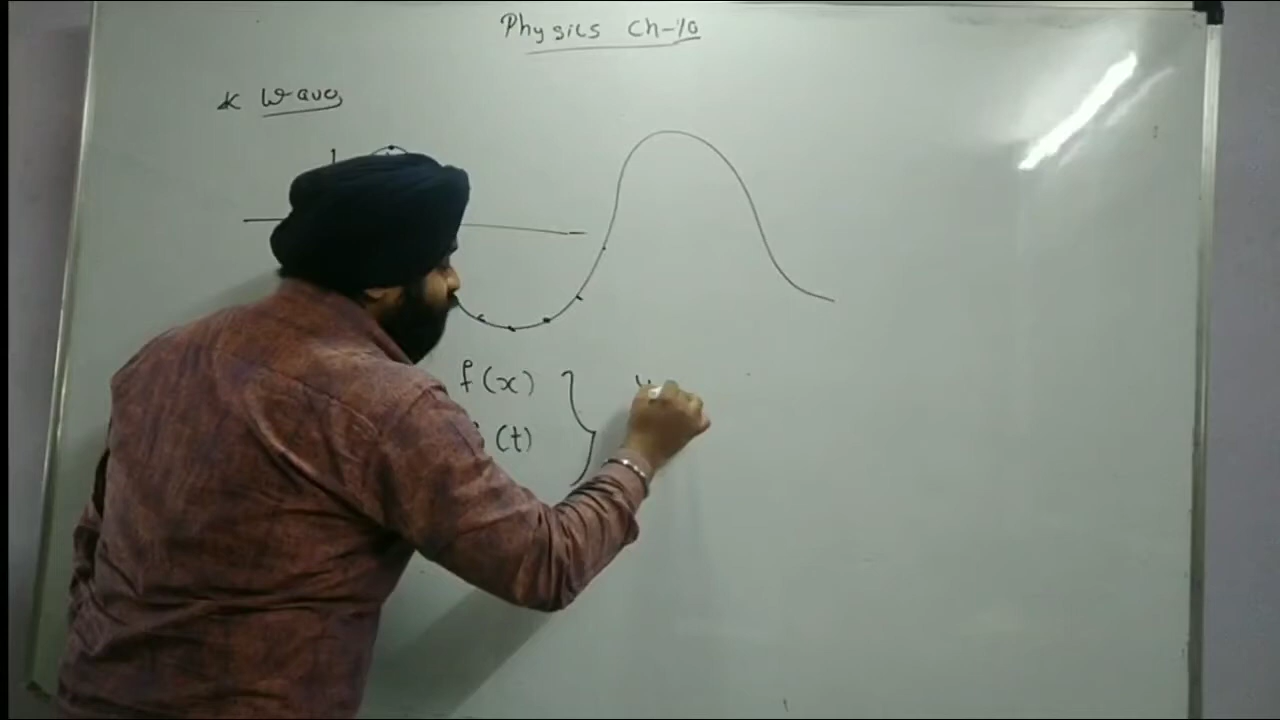 Physics Ch-10
* Wave
f(x)
(t)
y